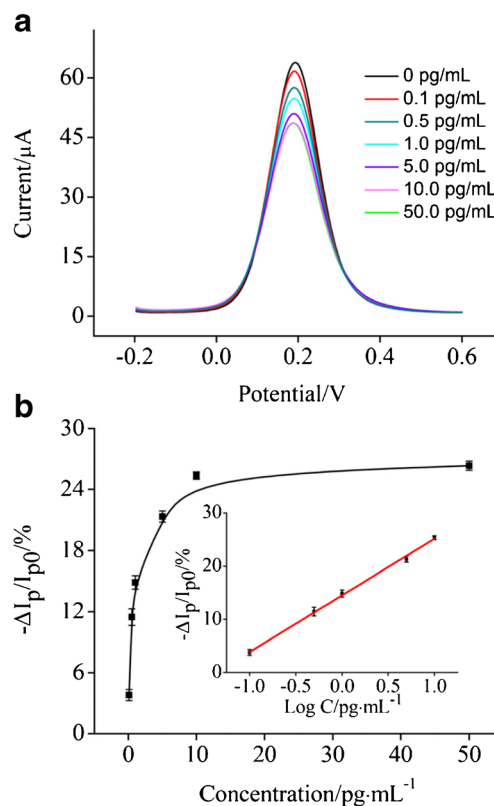 a
60
45
30
15
0
Current/μA
0 pg/mL
0.1 pg/mL
0.5 pg/mL
1.0 pg/mL
5.0 pg/mL
10.0 pg/mL
50.0 pg/mL
-0.2 0.0 0.2 0.4 0.6
Potential/V
b
30
24
18
12
6
0
-ΔIp/Ip0/%
30
20
10
0
-ΔIp/Ip0/%
-1.0 -0.5 0.0 0.5 1.0
Log C/pg·mL⁻¹
0 10 20 30 40 50
Concentration/pg·mL⁻¹